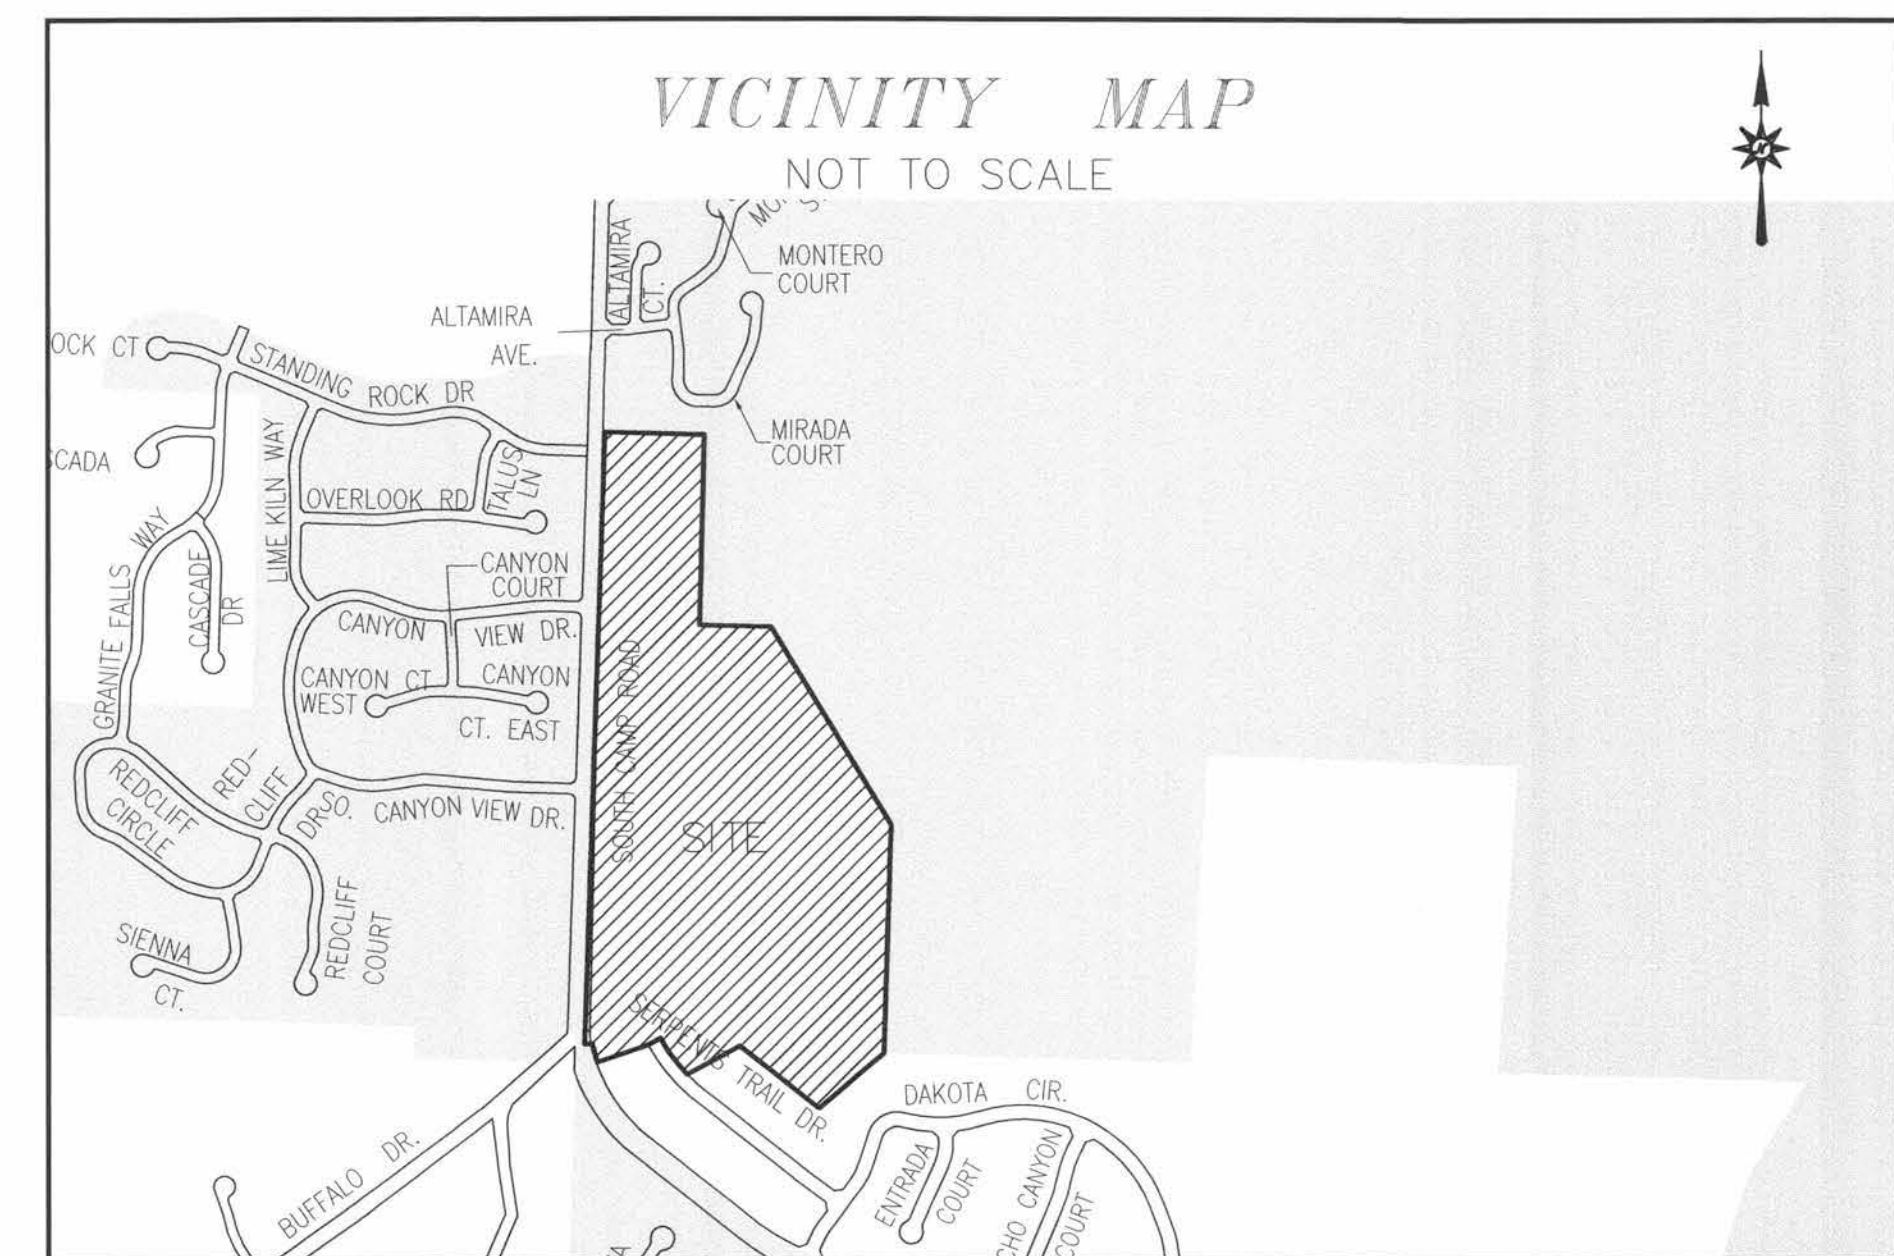 VICINITY MAP
NOT TO SCALE
ALTAMIRA
CT.
MONTERO
COURT
ALTAMIRA
AVE.
OCK CT
STANDING ROCK DR
MIRADA
COURT
SCADA
LIME KILN WAY
OVERLOOK RD
TALUS
LN
GRANITE FALLS WAY
CASCADE
DR
CANYON
COURT
CANYON VIEW DR.
CANYON CT
WEST
CANYON
CT. EAST
SOUTH CAMP ROAD
REDCLIFF
CIRCLE
RED-
CLIFF
DR
SO. CANYON VIEW DR.
SITE
REDCLIFF
COURT
SIENNA
CT.
SERPENTS TRAIL DR.
DAKOTA CIR.
BUFFALO DR.
ENTRADA
COURT
CHO CANYON
COURT
N